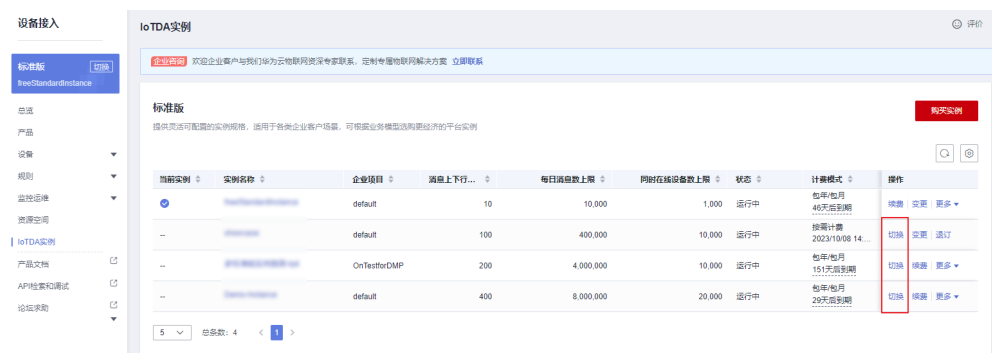 设备接入
标准版 切换
freeStandardInstance
总览
产品
设备
规则
监控运维
资源空间
IoTDA实例
产品文档
API检索和调试
论坛求助
IoTDA实例 评价
企业咨询 欢迎企业客户与我们华为云物联网资深专家联系，定制专属物联网解决方案 立即联系
标准版 购买实例
提供灵活可配置的实例规格，适用于各类企业客户场景，可根据业务模型选购更经济的平台实例
当前实例 实例名称 企业项目 消息上下行... 每日消息数上限 同时在线设备数上限 状态 计费模式 操作
default 10 10,000 1,000 运行中 包年/包月 46天后到期 续费 变更 更多
-- default 100 400,000 10,000 运行中 按需计费 2023/10/08 14:... 切换 变更 退订
-- OnTestforDMP 200 4,000,000 10,000 运行中 包年/包月 151天后到期 切换 续费 更多
-- default 400 8,000,000 20,000 运行中 包年/包月 29天后到期 切换 续费 更多
5 总条数: 4 < 1 >